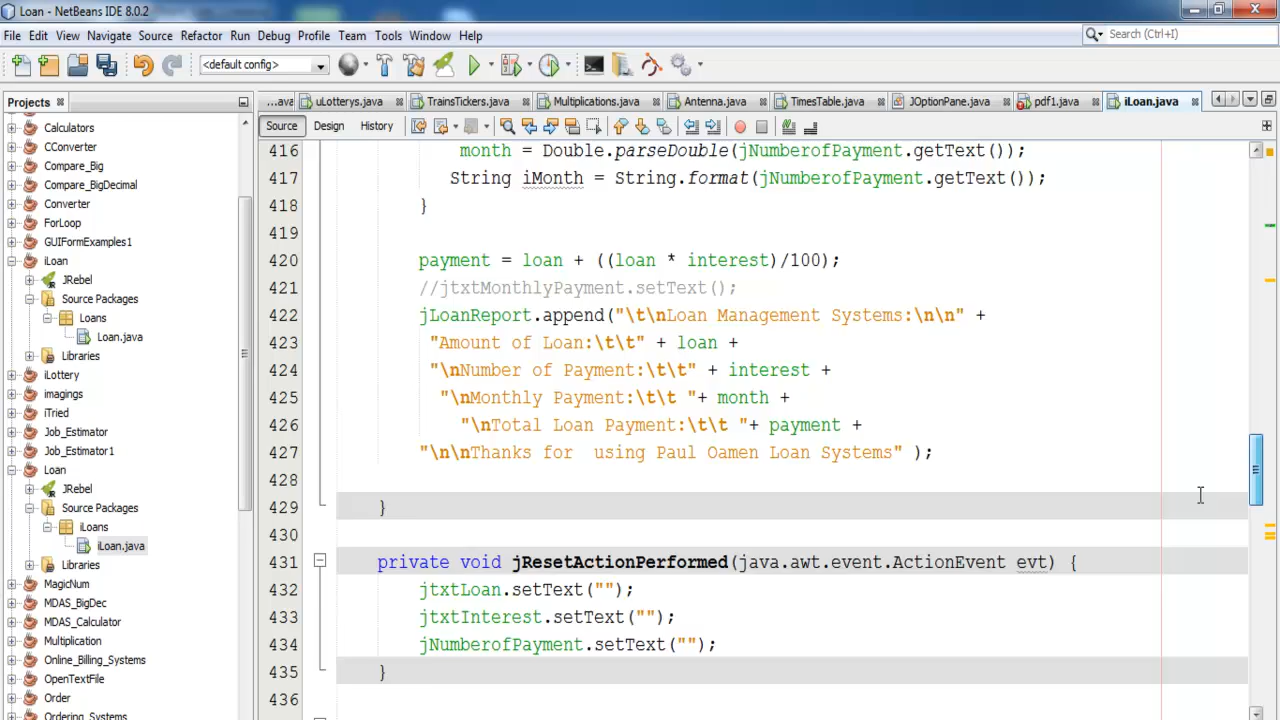 Loan - NetBeans IDE 8.0.2
File Edit View Navigate Source Refactor Run Debug Profile Team Tools Window Help
Search (Ctrl+I)
<default config>
Projects
...ava uLotterys.java TrainsTickers.java Multiplications.java Antenna.java TimesTable.java JOptionPane.java pdf1.java iLoan.java
Source Design History
Calculators
CConverter
Compare_Big
Compare_BigDecimal
Converter
ForLoop
GUIFormExamples1
iLoan
JRebel
Source Packages
Loans
Loan.java
Libraries
iLottery
imagings
iTried
Job_Estimator
Job_Estimator1
Loan
JRebel
Source Packages
iLoans
iLoan.java
Libraries
MagicNum
MDAS_BigDec
MDAS_Calculator
Multiplication
Online_Billing_Systems
OpenTextFile
Order
Ordering_Systems
416 month = Double.parseDouble(jNumberofPayment.getText());
417 String iMonth = String.format(jNumberofPayment.getText());
418 }
419
420 payment = loan + ((loan * interest)/100);
421 //jtxtMonthlyPayment.setText();
422 jLoanReport.append("\t\nLoan Management Systems:\n\n" +
423 "Amount of Loan:\t\t" + loan +
424 "\nNumber of Payment:\t\t" + interest +
425 "\nMonthly Payment:\t\t "+ month +
426 "\nTotal Loan Payment:\t\t "+ payment +
427 "\n\nThanks for  using Paul Oamen Loan Systems" );
428
429 }
430
431 private void jResetActionPerformed(java.awt.event.ActionEvent evt) {
432 jtxtLoan.setText("");
433 jtxtInterest.setText("");
434 jNumberofPayment.setText("");
435 }
436